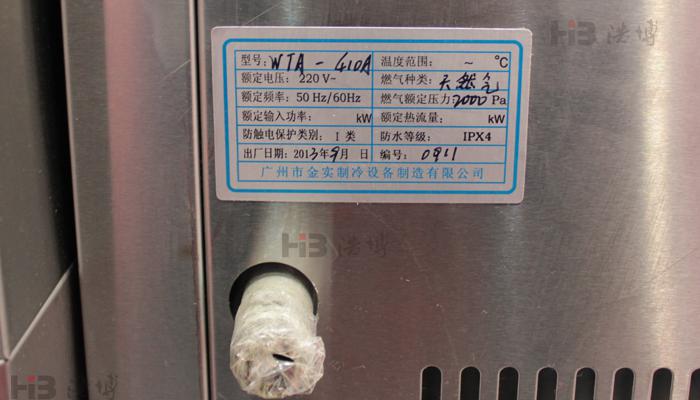 HB 浩博
型号: WTA-410A 温度范围: ~ ℃
额定电压: 220V~ 燃气种类: 天然气
额定频率: 50Hz/60Hz 燃气额定压力: 2000 Pa
额定输入功率: kW 额定热流量: kW
防触电保护类别: I类 防水等级: IPX4
出厂日期: 2013年9月 日 编号: 0911
广州市金实制冷设备制造有限公司
HB 浩博
HB 浩博